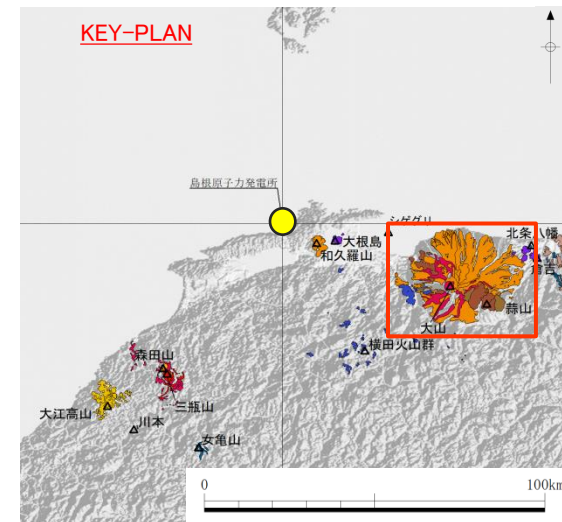 KEY-PLAN
島根原子力発電所
シゲグリ
北条八幡
大根島
倉吉
和久羅山
蒜山
大山
横田火山群
森田山
三瓶山
大江高山
川本
女亀山
0
100km